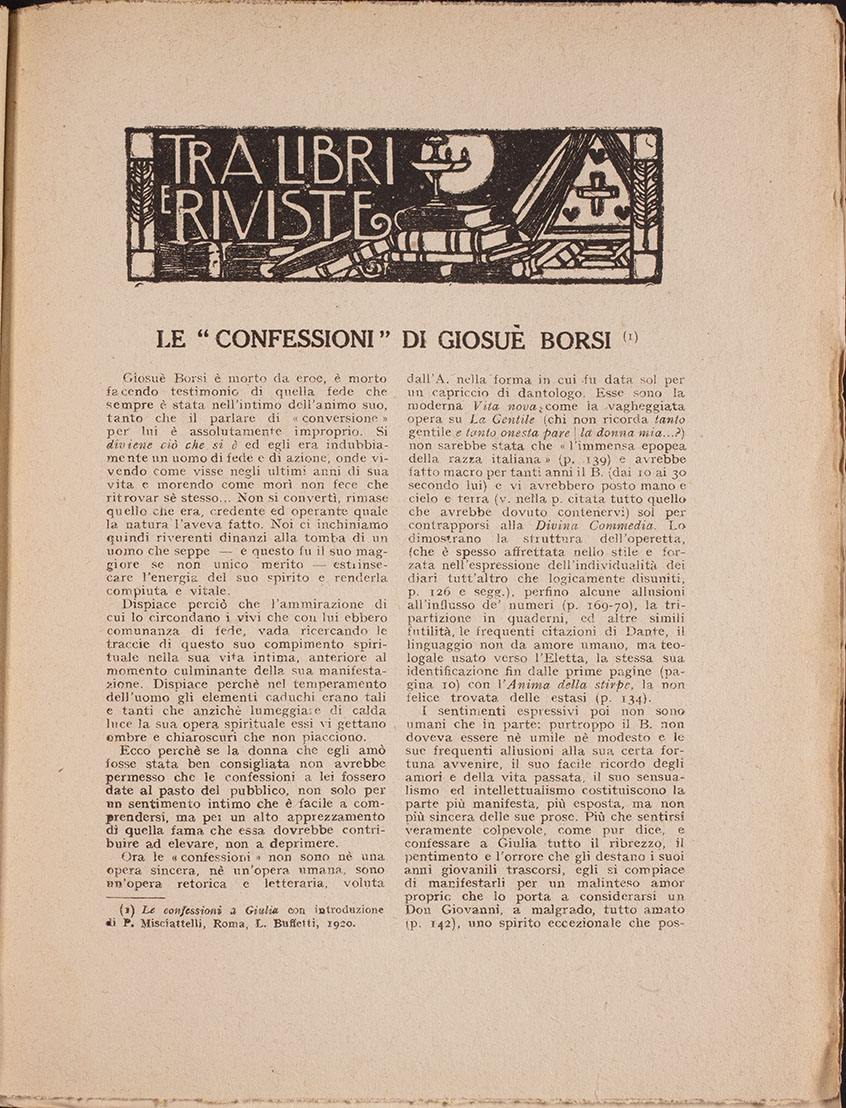 TRA LIBRI
E RIVISTE
LE “ CONFESSIONI ” DI GIOSUÈ BORSI (1)
Giosuè Borsi è morto da eroe, è morto
facendo testimonio di quella fede che
sempre è stata nell'intimo dell'animo suo,
tanto che il parlare di « conversione »
per lui è assolutamente improprio. Si
diviene ciò che si è ed egli era indubbia-
mente un uomo di fede e di azione, onde vi-
vendo come visse negli ultimi anni di sua
vita e morendo come morì non fece che
ritrovar sè stesso... Non si convertì, rimase
quello che era, credente ed operante quale
la natura l'aveva fatto. Noi ci inchiniamo
quindi riverenti dinanzi alla tomba di un
uomo che seppe — e questo fu il suo mag-
giore se non unico merito — estrinse-
care l'energia del suo spirito e renderla
compiuta e vitale.
Dispiace perciò che l'ammirazione di
cui lo circondano i vivi che con lui ebbero
comunanza di fede, vada ricercando le
traccie di questo suo compimento spiri-
tuale nella sua vita intima, anteriore al
momento culminante della sua manifesta-
zione. Dispiace perchè nel temperamento
dell'uomo gli elementi caduchi erano tali
e tanti che anzichè lumeggiare di calda
luce la sua opera spirituale essi vi gettano
ombre e chiaroscuri che non piacciono.
Ecco perchè se la donna che egli amò
fosse stata ben consigliata non avrebbe
permesso che le confessioni a lei fossero
date al pasto del pubblico, non solo per
un sentimento intimo che è facile a com-
prendersi, ma per un alto apprezzamento
di quella fama che essa dovrebbe contri-
buire ad elevare, non a deprimere.
Ora le « confessioni » non sono nè una
opera sincera, nè un'opera umana, sono
un'opera retorica e letteraria, voluta
(1) Le confessioni a Giulia con introduzione
di P. Misciattelli, Roma, L. Buffetti, 1920.
dall'A. nella forma in cui fu data sol per
un capriccio di dantologo. Esse sono la
moderna Vita nova, come la vagheggiata
opera su La Gentile (chi non ricorda tanto
gentile e tanto onesta pare | la donna mia...?)
non sarebbe stata che « l'immensa epopea
della razza italiana » (p. 139) e avrebbe
fatto macro per tanti anni il B. (dai 10 ai 30
secondo lui) e vi avrebbero posto mano e
cielo e terra (v. nella p. citata tutto quello
che avrebbe dovuto contenervi) sol per
contrapporsi alla Divina Commedia. Lo
dimostrano la struttura dell'operetta,
(che è spesso affrettata nello stile e for-
zata nell'espressione dell'individualità dei
diari tutt'altro che logicamente disuniti;
p. 126 e segg.), perfino alcune allusioni
all'influsso de' numeri (p. 169-70), la tri-
partizione in quaderni, ed altre simili
futilità, le frequenti citazioni di Dante, il
linguaggio non da amore umano, ma teo-
logale usato verso l'Eletta, la stessa sua
identificazione fin dalle prime pagine (pa-
gina 10) con l'Anima della stirpe, la non
felice trovata delle estasi (p. 134).
I sentimenti espressivi poi non sono
umani che in parte: purtroppo il B. non
doveva essere nè umile nè modesto e le
sue frequenti allusioni alla sua certa for-
tuna avvenire, il suo facile ricordo degli
amori e della vita passata, il suo sensua-
lismo ed intellettualismo costituiscono la
parte più manifesta, più esposta, ma non
più sincera delle sue prose. Più che sentirsi
veramente colpevole, come pur dice, e
confessare a Giulia tutto il ribrezzo, il
pentimento e l'orrore che gli destano i suoi
anni giovanili trascorsi, egli si compiace
di manifestarli per un malinteso amor
proprio che lo porta a considerarsi un
Don Giovanni, a malgrado, tutto amato
(p. 142), uno spirito eccezionale che pos-